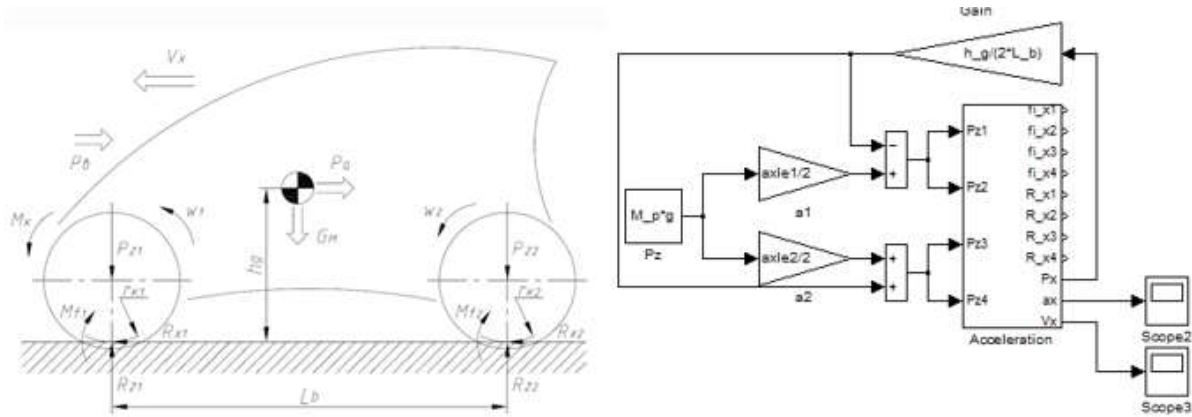 Vx
Pв
Pa
Mк
w1
w2
Gм
Pz1
hg
Pz2
rк1
rк2
Mf1
Mf2
Rx1
Rx2
Rz1
Lb
Rz2
Gain
h_g/(2*L_b)
fi_x1
Pz1
fi_x2
fi_x3
axle1/2
fi_x4
Pz2
R_x1
M_p*g
a1
R_x2
Pz
Pz3
R_x3
axle2/2
R_x4
Px
a2
Pz4
ax
Vx
Acceleration
Scope2
Scope3